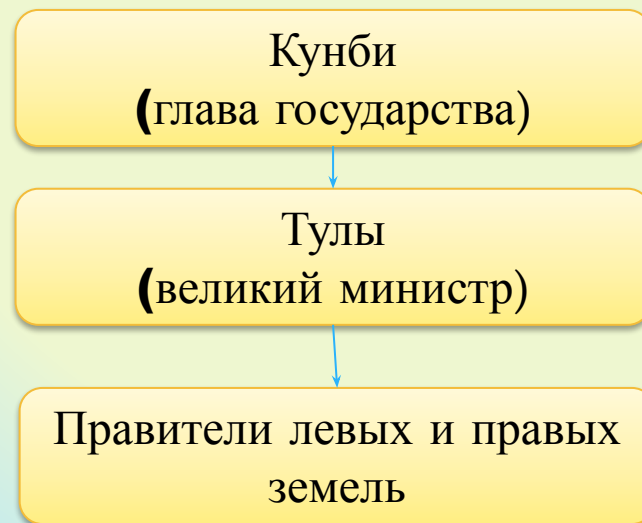 Кунби
(глава государства)
Тулы
(великий министр)
Правители левых и правых
земель